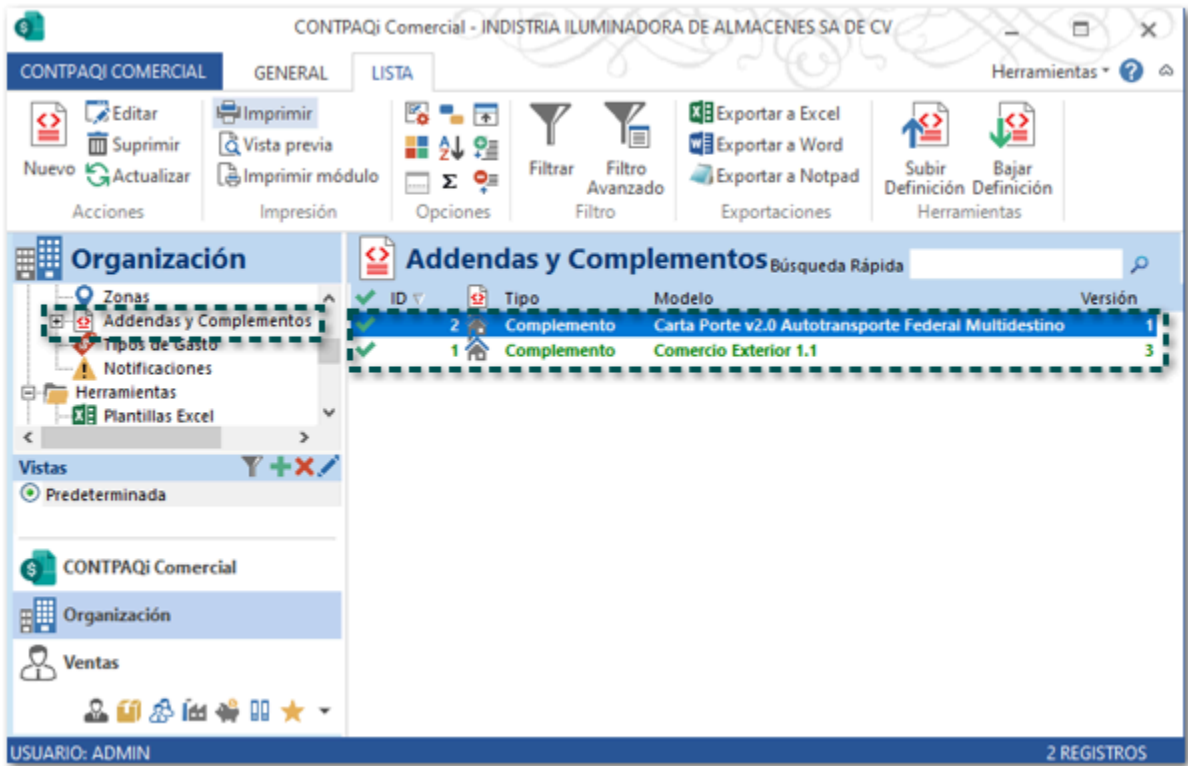 CONTPAQi Comercial - INDISTRIA ILUMINADORA DE ALMACENES SA DE CV
CONTPAQI COMERCIAL GENERAL LISTA Herramientas
Nuevo
Editar
Suprimir
Actualizar
Acciones
Imprimir
Vista previa
Imprimir módulo
Impresión
Opciones
Filtrar
Filtro Avanzado
Filtro
Exportar a Excel
Exportar a Word
Exportar a Notpad
Exportaciones
Subir Definición
Bajar Definición
Herramientas
Organización
Zonas
Addendas y Complementos
Tipos de Gasto
Notificaciones
Herramientas
Plantillas Excel
Vistas
Predeterminada
CONTPAQi Comercial
Organización
Ventas
Addendas y Complementos Búsqueda Rápida
ID Tipo Modelo Versión
2 Complemento Carta Porte v2.0 Autotransporte Federal Multidestino 1
1 Complemento Comercio Exterior 1.1 3
USUARIO: ADMIN 2 REGISTROS